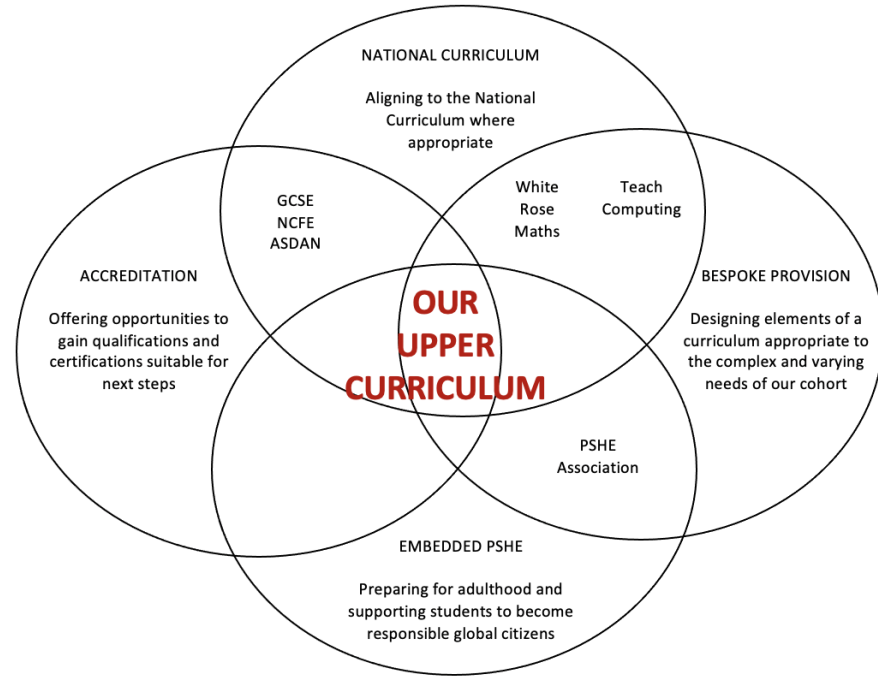 NATIONAL CURRICULUM
Aligning to the National
Curriculum where
appropriate
GCSE
NCFE
ASDAN
White
Rose
Maths
Teach
Computing
ACCREDITATION
Offering opportunities to
gain qualifications and
certifications suitable for
next steps
OUR
UPPER
CURRICULUM
BESPOKE PROVISION
Designing elements of a
curriculum appropriate to
the complex and varying
needs of our cohort
PSHE
Association
EMBEDDED PSHE
Preparing for adulthood and
supporting students to become
responsible global citizens